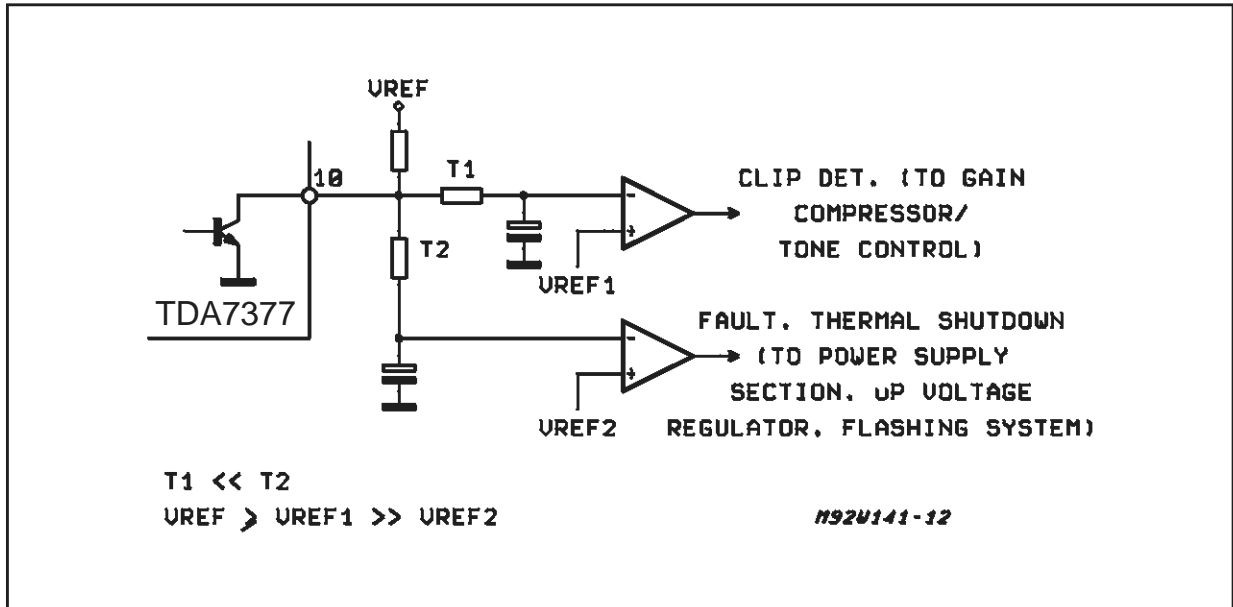 VREF
10
T1
T2
TDA7377
- 
+
VREF1
CLIP DET. (TO GAIN
COMPRESSOR/
TONE CONTROL)
-
+
VREF2
FAULT. THERMAL SHUTDOWN
(TO POWER SUPPLY
SECTION. uP VOLTAGE
REGULATOR. FLASHING SYSTEM)
T1 << T2
VREF > VREF1 >> VREF2
M92W141-12